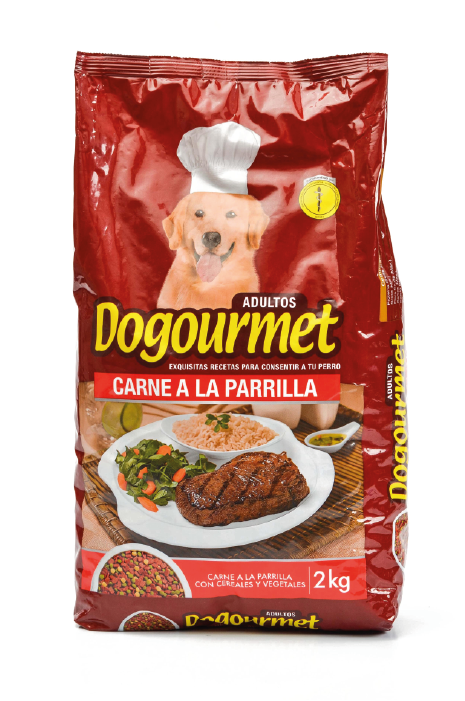 ADULTOS
Dogourmet
EXQUISITAS RECETAS PARA CONSENTIR A TU PERRO
CARNE A LA PARRILLA
CARNE A LA PARRILLA
CON CEREALES Y VEGETALES
2kg
ADULTOS
Dogourmet
ADULTOS
Dogourmet